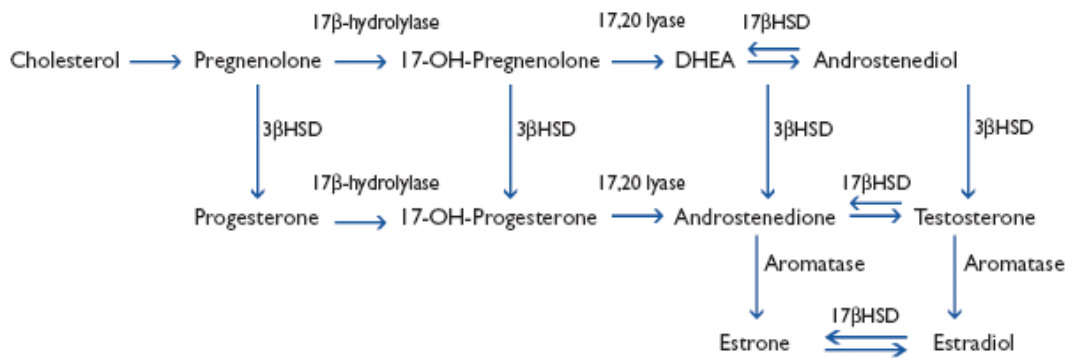 17β-hydrolylase 17,20 lyase 17βHSD
Cholesterol Pregnenolone 17-OH-Pregnenolone DHEA Androstenediol
3βHSD 3βHSD 3βHSD 3βHSD
17β-hydrolylase 17,20 lyase 17βHSD
Progesterone 17-OH-Progesterone Androstenedione Testosterone
Aromatase Aromatase
17βHSD
Estrone Estradiol